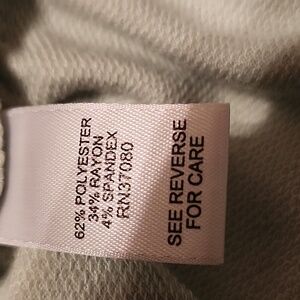 62% POLYESTER
34% RAYON
4% SPANDEX
RN37080
SEE REVERSE
FOR CARE